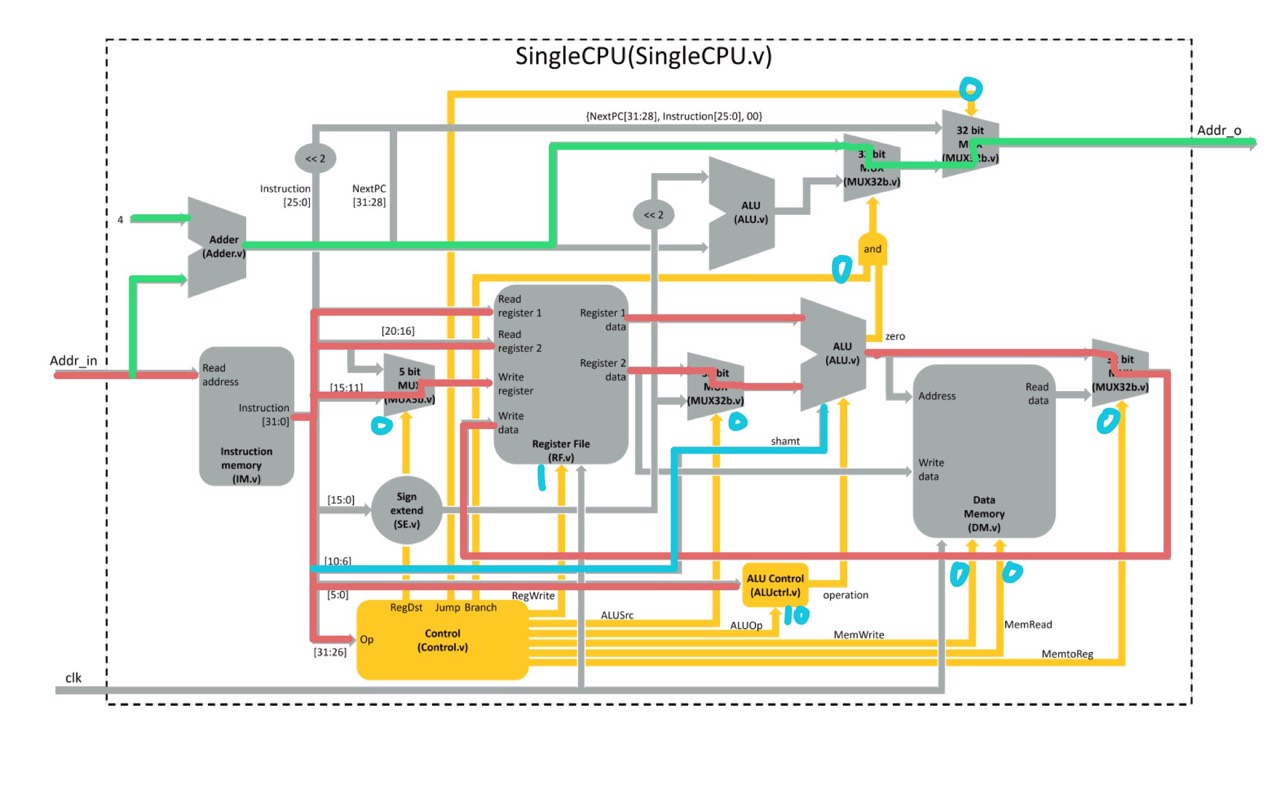 SingleCPU(SingleCPU.v)
0
{NextPC[31:28], Instruction[25:0], 00}
32 bit
MUX
(MUX32b.v)
Addr_o
<< 2
32 bit
MUX
(MUX32b.v)
Instruction
[25:0]
NextPC
[31:28]
<< 2
ALU
(ALU.v)
4
Adder
(Adder.v)
and
0
Read
register 1
Register 1
data
[20:16]
Read
register 2
zero
Addr_in
Read
address
5 bit
MUX
(MUX5b.v)
Write
register
Register 2
data
bit
MUX
(MUX32b.v)
ALU
(ALU.v)
bit
(MUX32b.v)
[15:11]
Address
Read
data
Instruction
[31:0]
0
Write
data
0
0
shamt
Register File
(RF.v)
1
Instruction
memory
(IM.v)
Write
data
[15:0]
Sign
extend
(SE.v)
Data
Memory
(DM.v)
[10:6]
0
0
[5:0]
ALU Control
(ALUctrl.v)
operation
RegDst
Jump
Branch
RegWrite
ALUSrc
10
ALUOp
MemRead
Op
Control
(Control.v)
MemWrite
[31:26]
MemtoReg
clk